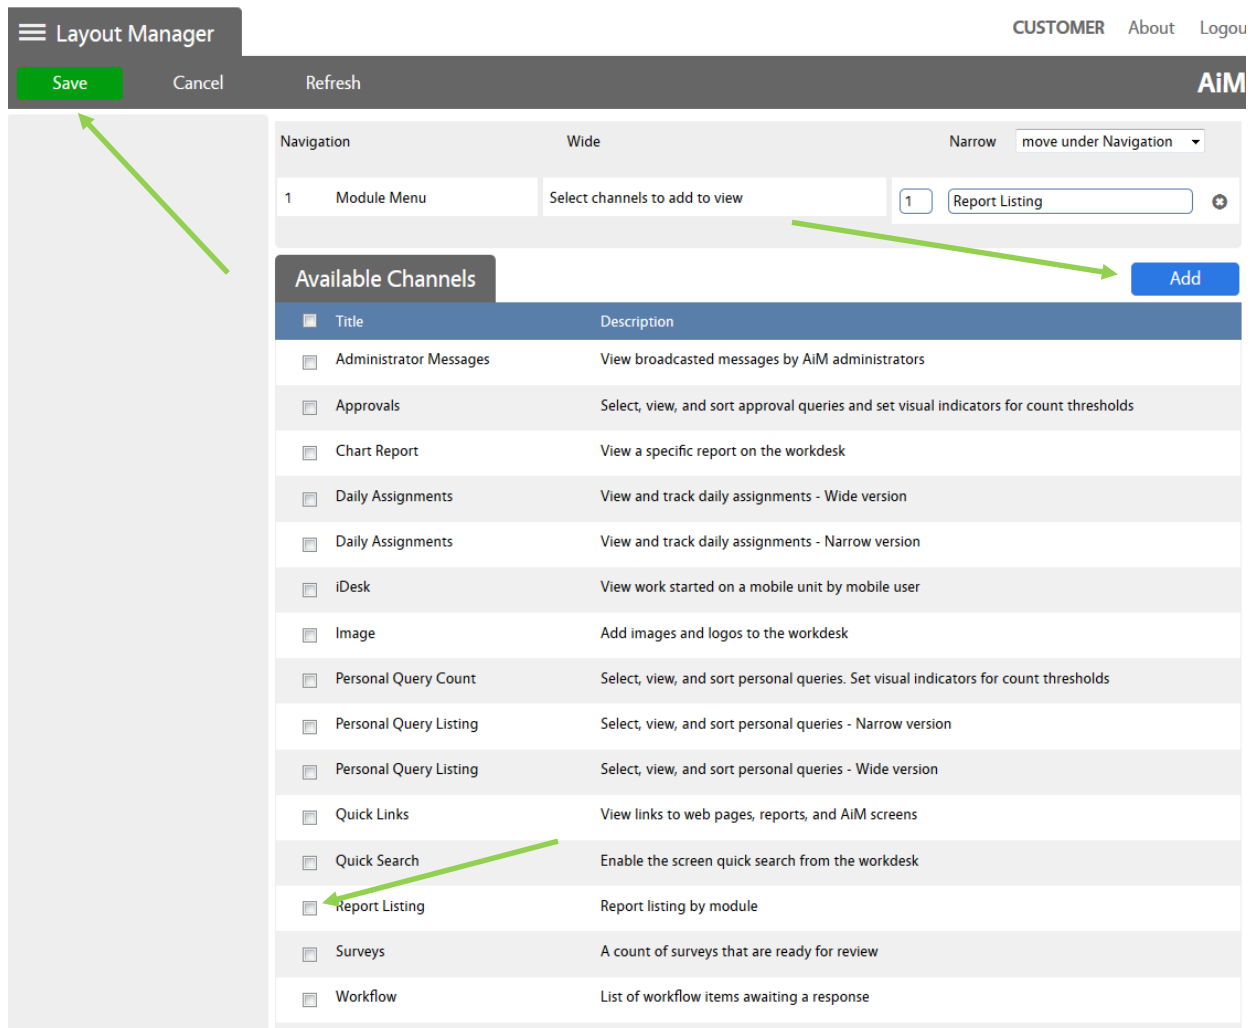 Layout Manager
CUSTOMER About Logou
Save Cancel Refresh AiM
Navigation Wide Narrow move under Navigation
1 Module Menu Select channels to add to view 1 Report Listing
Available Channels Add
Title Description
Administrator Messages View broadcasted messages by AiM administrators
Approvals Select, view, and sort approval queries and set visual indicators for count thresholds
Chart Report View a specific report on the workdesk
Daily Assignments View and track daily assignments - Wide version
Daily Assignments View and track daily assignments - Narrow version
iDesk View work started on a mobile unit by mobile user
Image Add images and logos to the workdesk
Personal Query Count Select, view, and sort personal queries. Set visual indicators for count thresholds
Personal Query Listing Select, view, and sort personal queries - Narrow version
Personal Query Listing Select, view, and sort personal queries - Wide version
Quick Links View links to web pages, reports, and AiM screens
Quick Search Enable the screen quick search from the workdesk
Report Listing Report listing by module
Surveys A count of surveys that are ready for review
Workflow List of workflow items awaiting a response